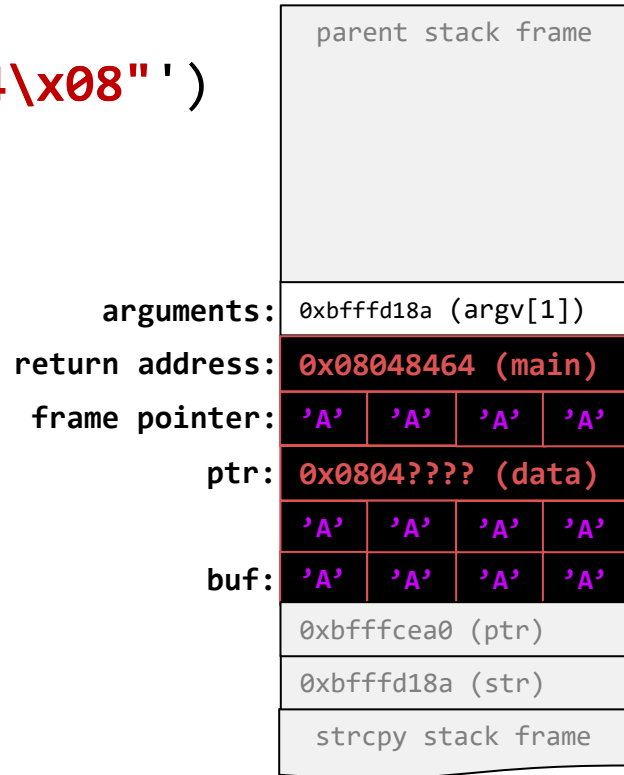 parent stack frame
4\x08"')
arguments: 0xbfffd18a (argv[1])
return address: 0x08048464 (main)
frame pointer: ’A’ ’A’ ’A’ ’A’
ptr: 0x0804???? (data)
’A’ ’A’ ’A’ ’A’
buf: ’A’ ’A’ ’A’ ’A’
0xbfffcea0 (ptr)
0xbfffd18a (str)
strcpy stack frame